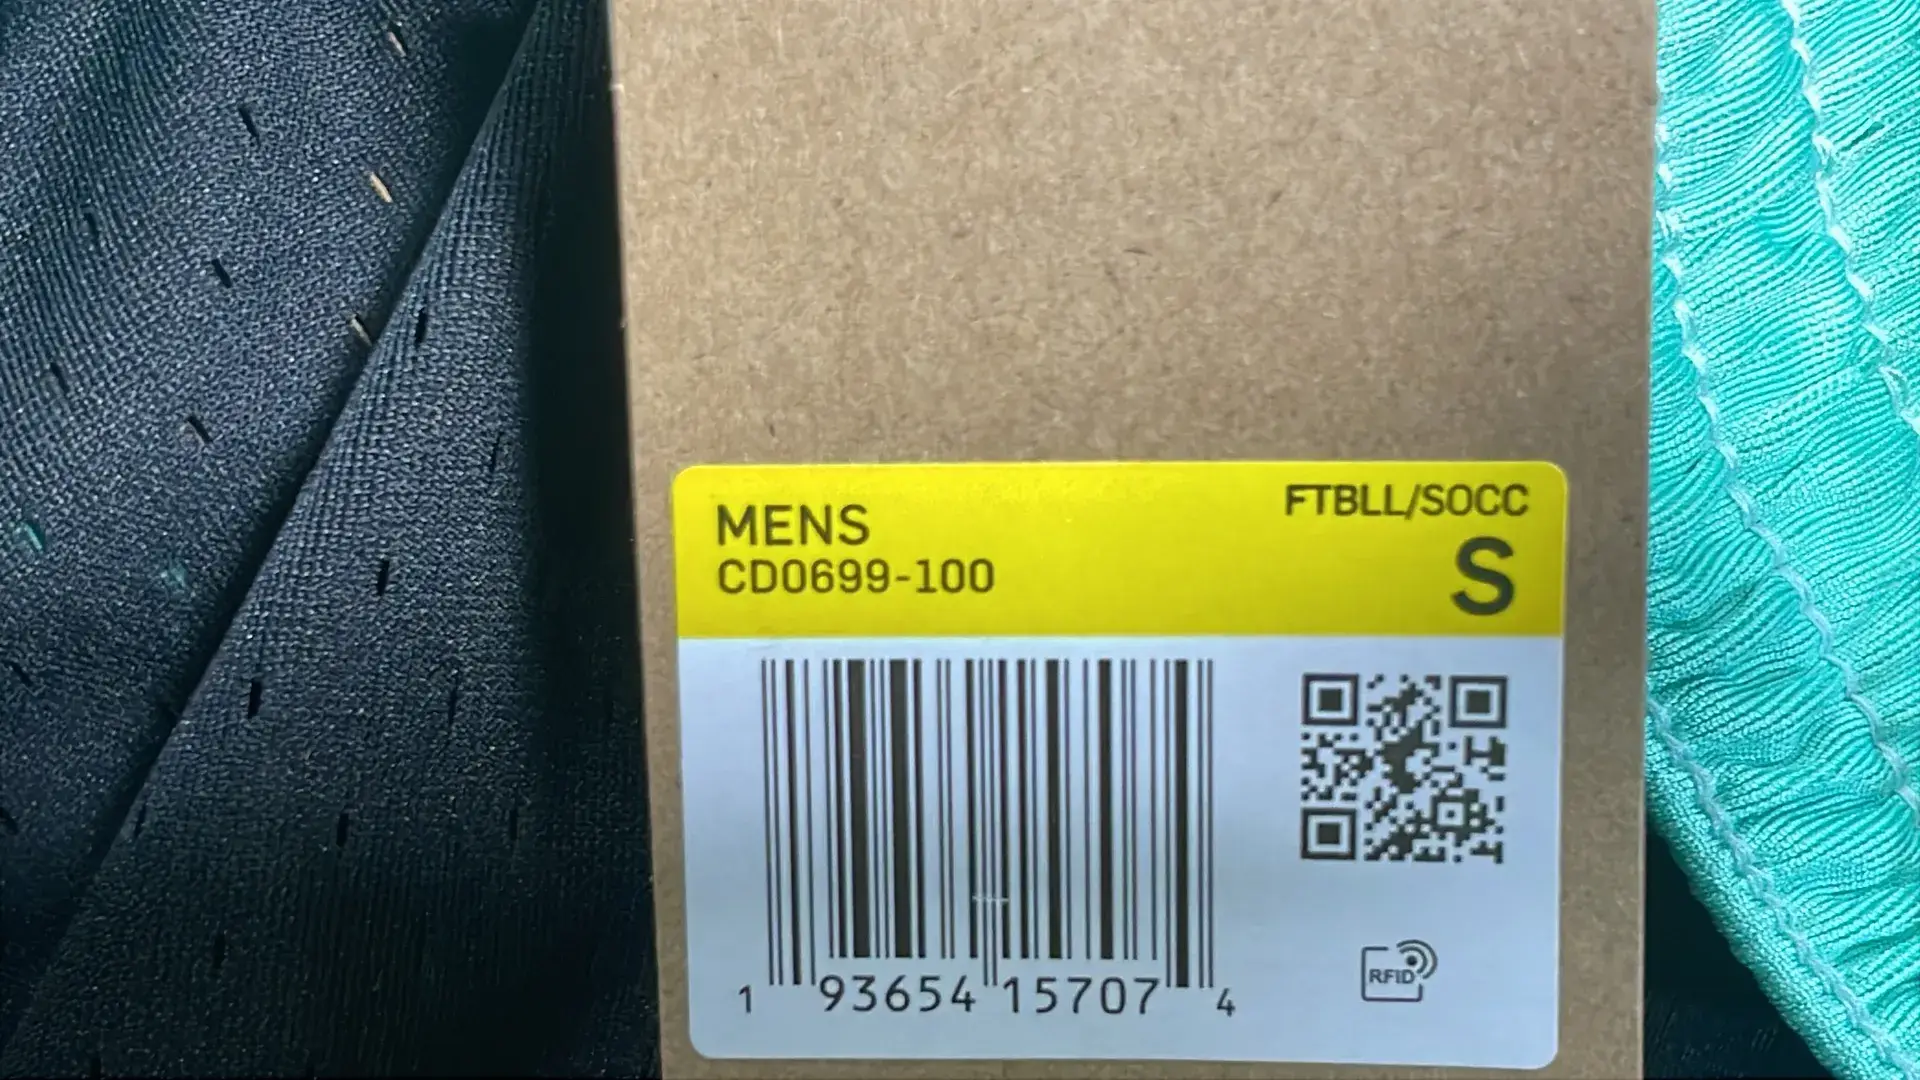 MENS
FTBLL/SOCC
CD0699-100
S
1 93654 15707 4
RFID